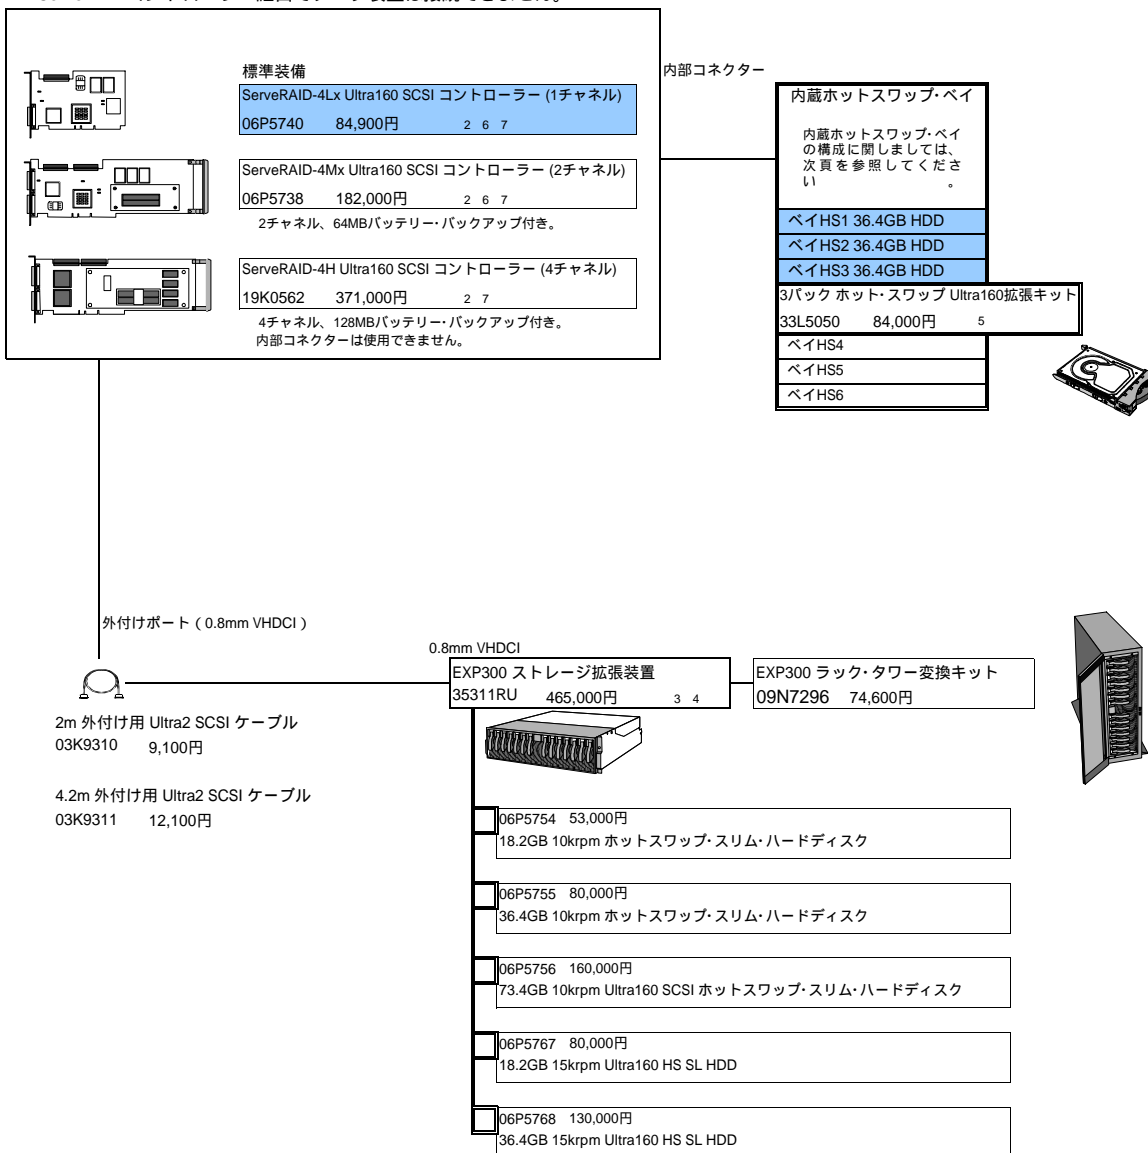 標準装備
ServeRAID-4Lx Ultra160 SCSI コントローラー (1チャネル)
06P5740 84,900円 2 6 7
ServeRAID-4Mx Ultra160 SCSI コントローラー (2チャネル)
06P5738 182,000円 2 6 7
2チャネル、64MBバッテリー・バックアップ付き。
ServeRAID-4H Ultra160 SCSI コントローラー (4チャネル)
19K0562 371,000円 2 7
4チャネル、128MBバッテリー・バックアップ付き。
内部コネクターは使用できません。
内部コネクター
内蔵ホットスワップ・ベイ
内蔵ホットスワップ・ベイ
の構成に関しましては、
次頁を参照してくださ
い。
ベイHS1 36.4GB HDD
ベイHS2 36.4GB HDD
ベイHS3 36.4GB HDD
3パック ホット・スワップ Ultra160拡張キット
33L5050 84,000円 5
ベイHS4
ベイHS5
ベイHS6
外付けポート ( 0.8mm VHDCI )
2m 外付け用 Ultra2 SCSI ケーブル
03K9310 9,100円
4.2m 外付け用 Ultra2 SCSI ケーブル
03K9311 12,100円
0.8mm VHDCI
EXP300 ストレージ拡張装置
35311RU 465,000円 3 4
EXP300 ラック・タワー変換キット
09N7296 74,600円
06P5754 53,000円
18.2GB 10krpm ホットスワップ・スリム・ハードディスク
06P5755 80,000円
36.4GB 10krpm ホットスワップ・スリム・ハードディスク
06P5756 160,000円
73.4GB 10krpm Ultra160 SCSI ホットスワップ・スリム・ハードディスク
06P5767 80,000円
18.2GB 15krpm Ultra160 HS SL HDD
06P5768 130,000円
36.4GB 15krpm Ultra160 HS SL HDD